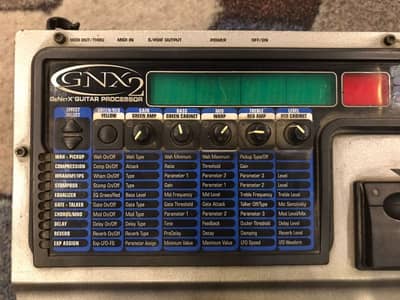 MIDI OUT/THRU MIDI IN S/PDIF OUTPUT POWER OFF/ON
GNX2
GeNetX™ GUITAR PROCESSOR
EFFECT SELECT GREEN/RED GAIN BASS MID TREBLE LEVEL
YELLOW GREEN AMP GREEN CABINET WARP RED AMP RED CABINET
WAH - PICKUP Wah On/Off Wah Type Wah Minimum Wah Maximum Pickup Type/Off
COMPRESSION Comp On/Off Attack Ratio Threshold Gain
WHAMMY/IPS Wham On/Off Type Parameter 1 Parameter 2 Parameter 3 Level
STOMPBOX Stomp On/Off Type Gain Parameter 1 Parameter 2 Level
EQUALIZER EQ Green/Red Bass Level Mid Frequency Mid Level Treble Frequency Treble Level
GATE - TALKER Gate On/Off Gate Type Gate Threshold Gate Attack Talker Off/Type Mic Sensitivity
CHORUS/MOD Mod On/Off Mod Type Parameter 1 Parameter 2 Parameter 3 Mod Level/Mix
DELAY Delay On/Off Delay Type Time Feedback Ducker Threshold Delay Level
REVERB Reverb On/Off Reverb Type PreDelay Decay Damping Reverb Level
EXP ASSIGN Exp-LFO-FS Parameter Assign Minimum Value Maximum Value LFO Speed LFO Waveform